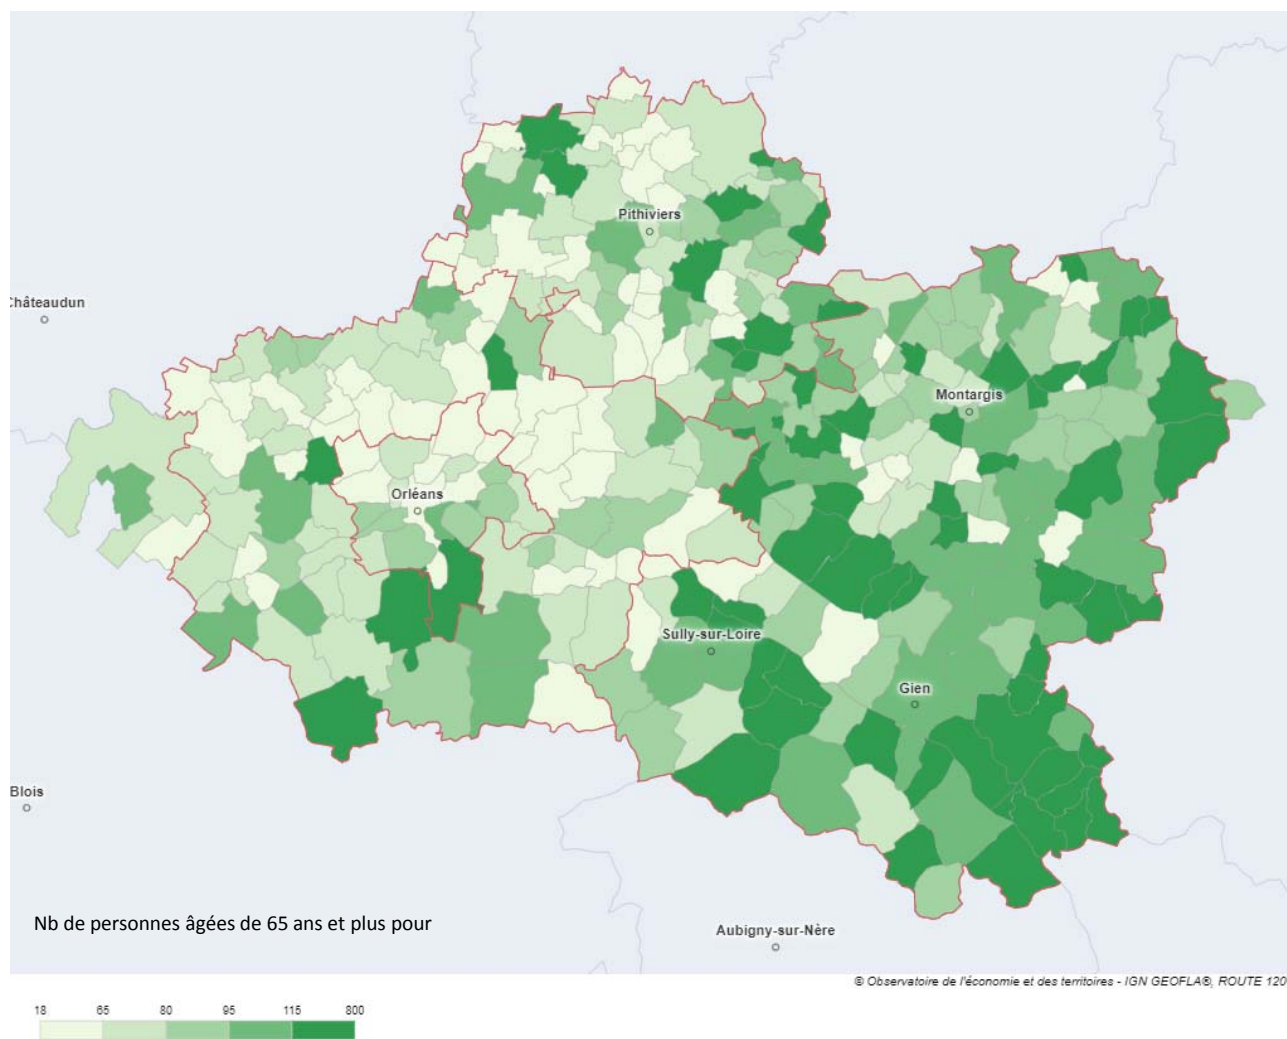 Pithiviers
Châteaudun
Montargis
Orléans
Sully-sur-Loire
Gien
Blois
Nb de personnes âgées de 65 ans et plus pour
Aubigny-sur-Nère
© Observatoire de l'économie et des territoires - IGN GEOFLA®, ROUTE 120
18 65 80 95 115 800